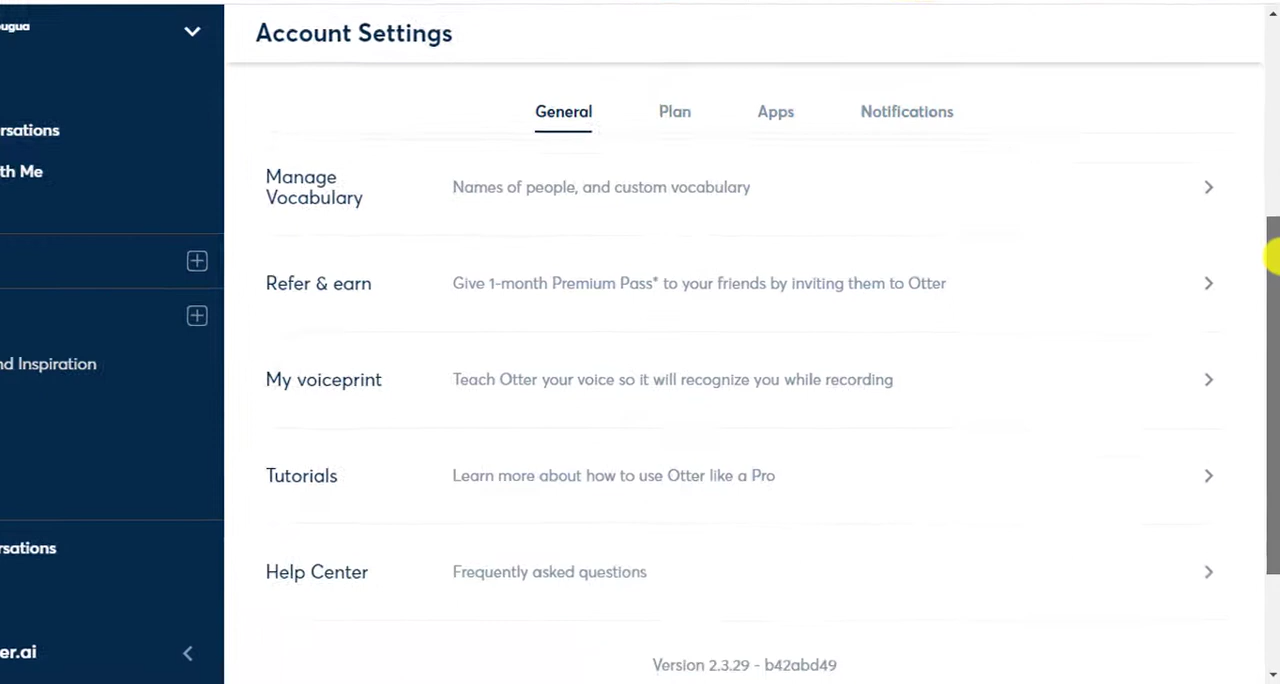 ugua
rsations
th Me
nd Inspiration
rsations
er.ai
Account Settings
General Plan Apps Notifications
Manage
Vocabulary
Names of people, and custom vocabulary
Refer & earn
Give 1-month Premium Pass* to your friends by inviting them to Otter
My voiceprint
Teach Otter your voice so it will recognize you while recording
Tutorials
Learn more about how to use Otter like a Pro
Help Center
Frequently asked questions
Version 2.3.29 - b42abd49